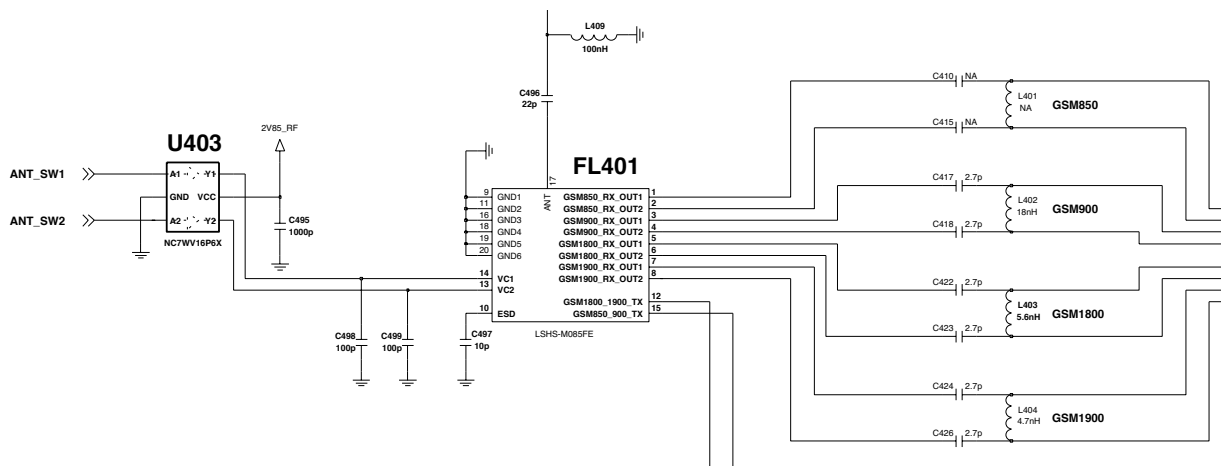 L409
100nH
C496
22p
C410 NA
L401
NA
GSM850
C415 NA
U403
2V85_RF
ANT_SW1
A1 Y1
GND VCC
ANT_SW2
A2 Y2
NC7WV16P6X
C495
1000p
FL401
17
ANT
9 GND1
11 GND2
16 GND3
18 GND4
19 GND5
20 GND6
14 VC1
13 VC2
10 ESD
GSM850_RX_OUT1 1
GSM850_RX_OUT2 2
GSM900_RX_OUT1 3
GSM900_RX_OUT2 4
GSM1800_RX_OUT1 5
GSM1800_RX_OUT2 6
GSM1900_RX_OUT1 7
GSM1900_RX_OUT2 8
GSM1800_1900_TX 12
GSM850_900_TX 15
LSHS-M085FE
C498
100p
C499
100p
C497
10p
C417 2.7p
L402
18nH
GSM900
C418 2.7p
C422 2.7p
L403
5.6nH
GSM1800
C423 2.7p
C424 2.7p
L404
4.7nH
GSM1900
C426 2.7p